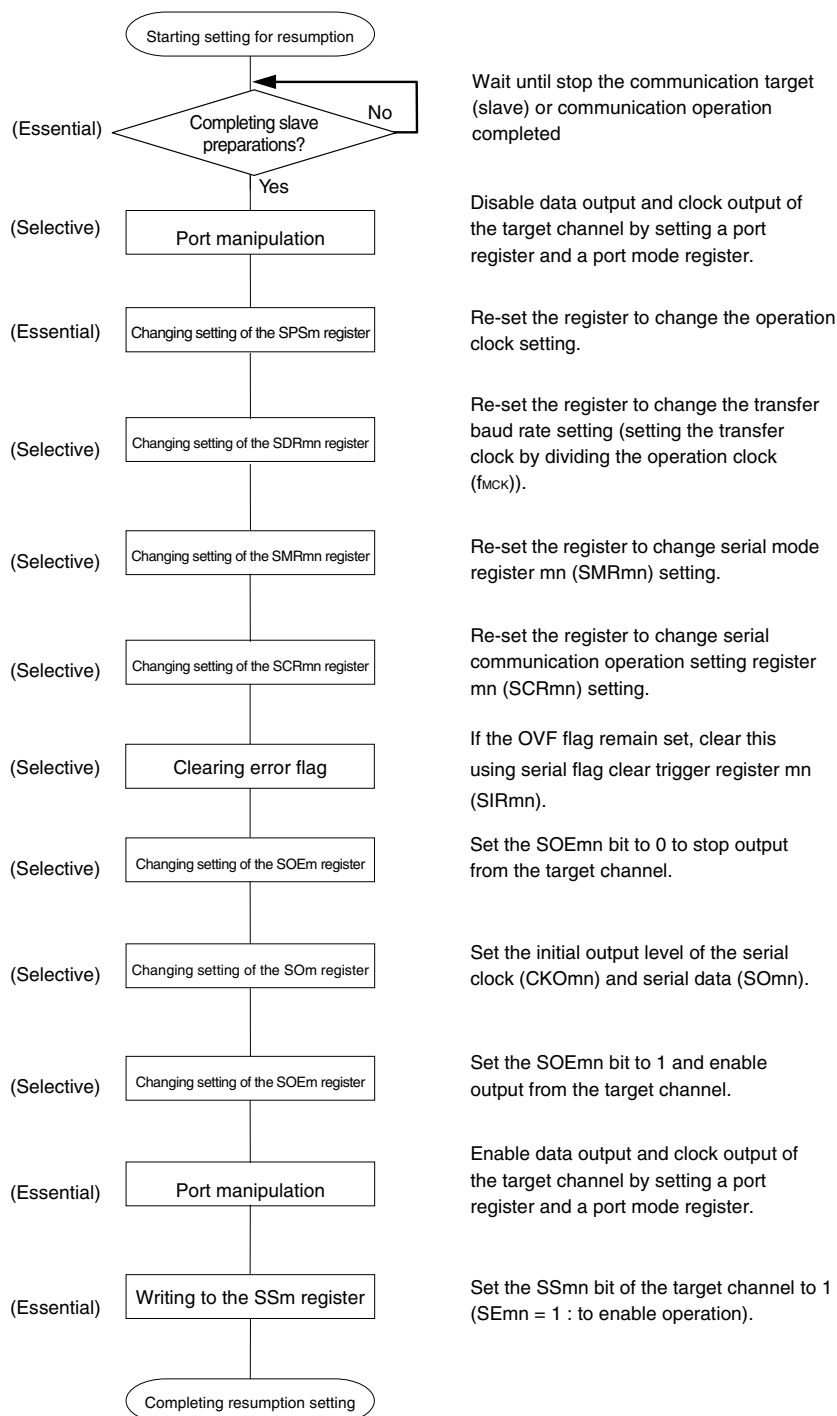 Starting setting for resumption
(Essential)
Completing slave
preparations?
No
Wait until stop the communication target
(slave) or communication operation
completed
Yes
(Selective)
Port manipulation
Disable data output and clock output of
the target channel by setting a port
register and a port mode register.
(Essential)
Changing setting of the SPSm register
Re-set the register to change the operation
clock setting.
(Selective)
Changing setting of the SDRmn register
Re-set the register to change the transfer
baud rate setting (setting the transfer
clock by dividing the operation clock
(fMCK)).
(Selective)
Changing setting of the SMRmn register
Re-set the register to change serial mode
register mn (SMRmn) setting.
(Selective)
Changing setting of the SCRmn register
Re-set the register to change serial
communication operation setting register
mn (SCRmn) setting.
(Selective)
Clearing error flag
If the OVF flag remain set, clear this
using serial flag clear trigger register mn
(SIRmn).
(Selective)
Changing setting of the SOEm register
Set the SOEmn bit to 0 to stop output
from the target channel.
(Selective)
Changing setting of the SOm register
Set the initial output level of the serial
clock (CKOmn) and serial data (SOmn).
(Selective)
Changing setting of the SOEm register
Set the SOEmn bit to 1 and enable
output from the target channel.
(Essential)
Port manipulation
Enable data output and clock output of
the target channel by setting a port
register and a port mode register.
(Essential)
Writing to the SSm register
Set the SSmn bit of the target channel to 1
(SEmn = 1 : to enable operation).
Completing resumption setting